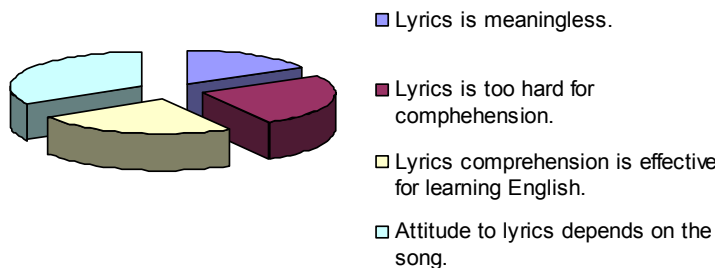 Lyrics is meaningless.
Lyrics is too hard for
comphehension.
Lyrics comprehension is effective
for learning English.
Attitude to lyrics depends on the
song.